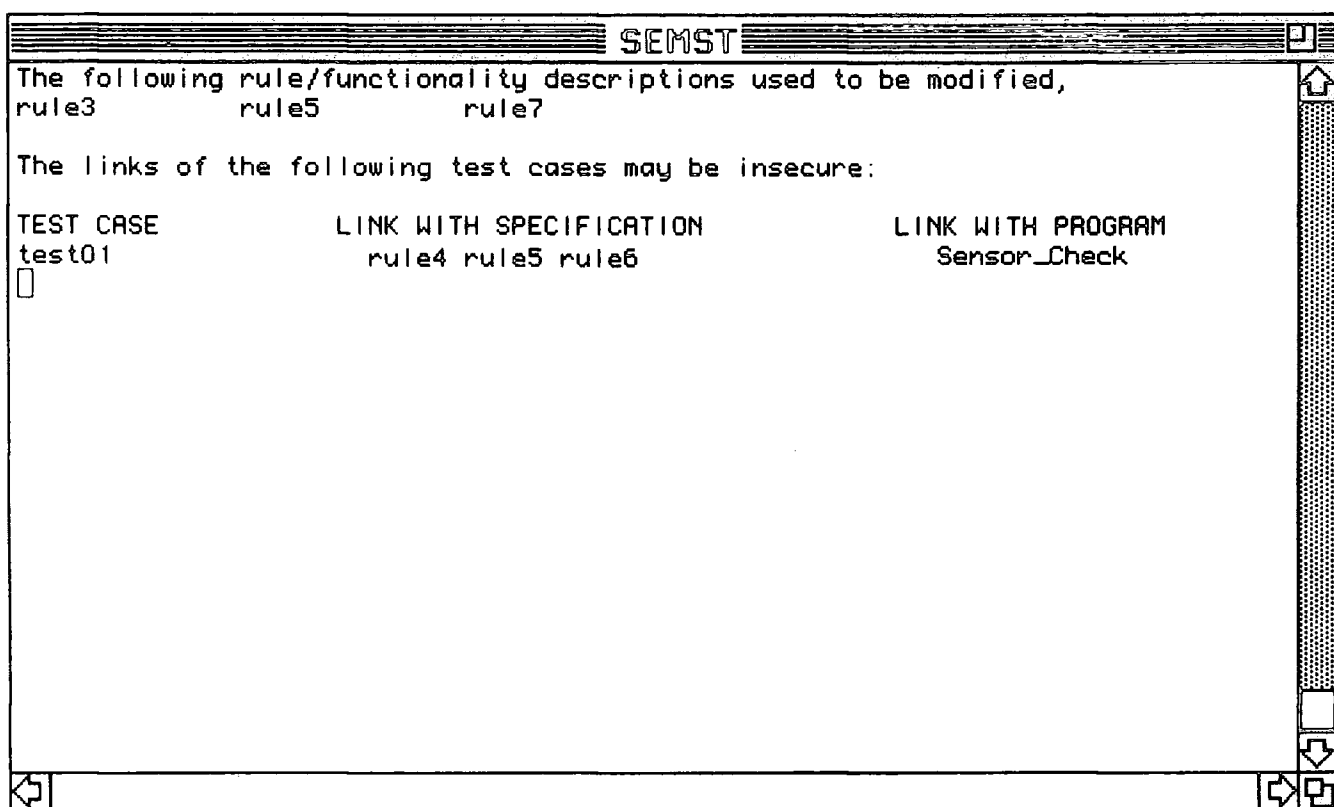 SEMST
The following rule/functionality descriptions used to be modified,
rule3 rule5 rule7
The links of the following test cases may be insecure:
TEST CASE LINK WITH SPECIFICATION LINK WITH PROGRAM
test01 rule4 rule5 rule6 Sensor_Check